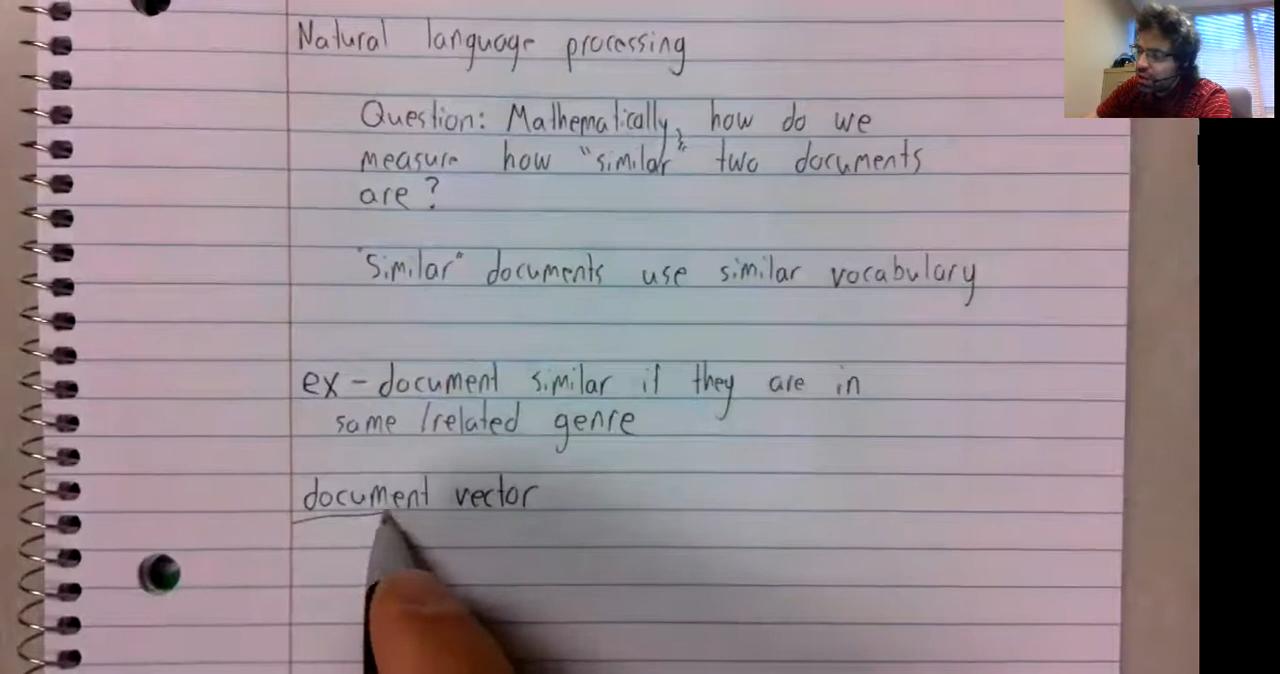 Natural language processing
Question: Mathematically, how do we
measure how "similar" two documents
are?
"Similar" documents use similar vocabulary
ex - document similar if they are in
same /related genre
document vector